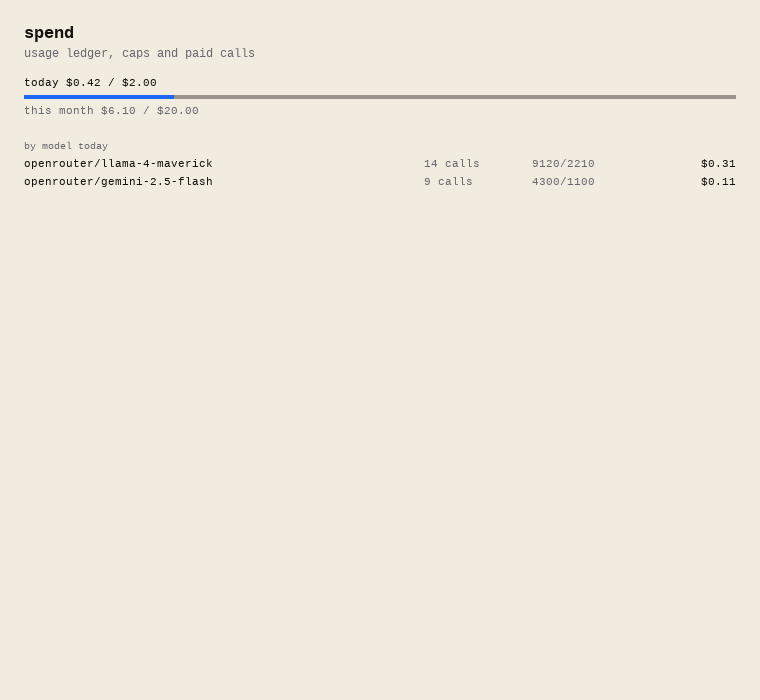 spend
usage ledger, caps and paid calls
today $0.42 / $2.00
this month $6.10 / $20.00
by model today
openrouter/llama-4-maverick 14 calls 9120/2210 $0.31
openrouter/gemini-2.5-flash 9 calls 4300/1100 $0.11